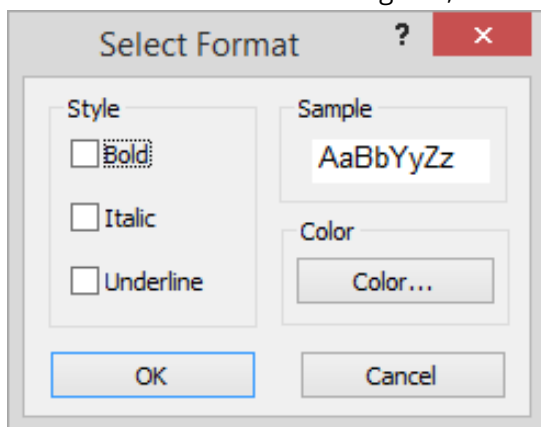 Select Format ? ×
Style
Bold
Italic
Underline
Sample
AaBbYyZz
Color
Color...
OK
Cancel